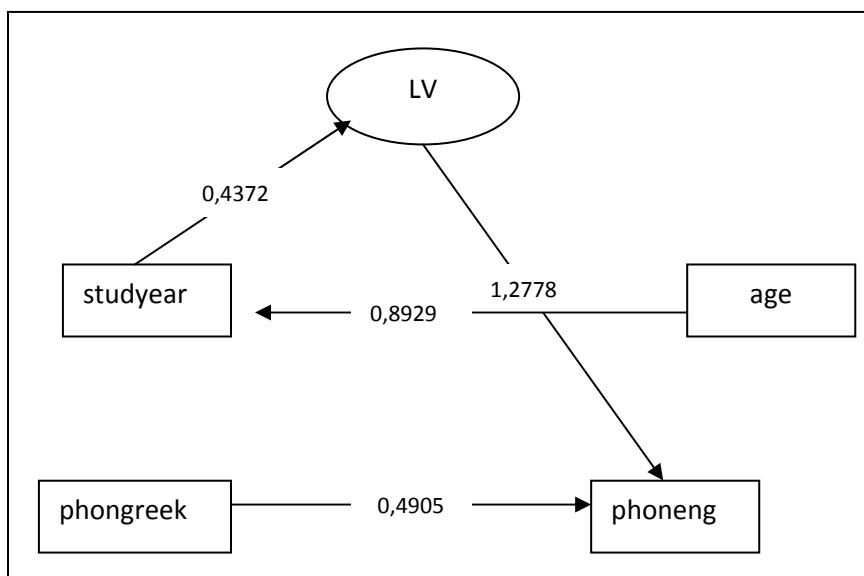 LV
0,4372
studyear
1,2778
age
0,8929
phongreek
0,4905
phoneng